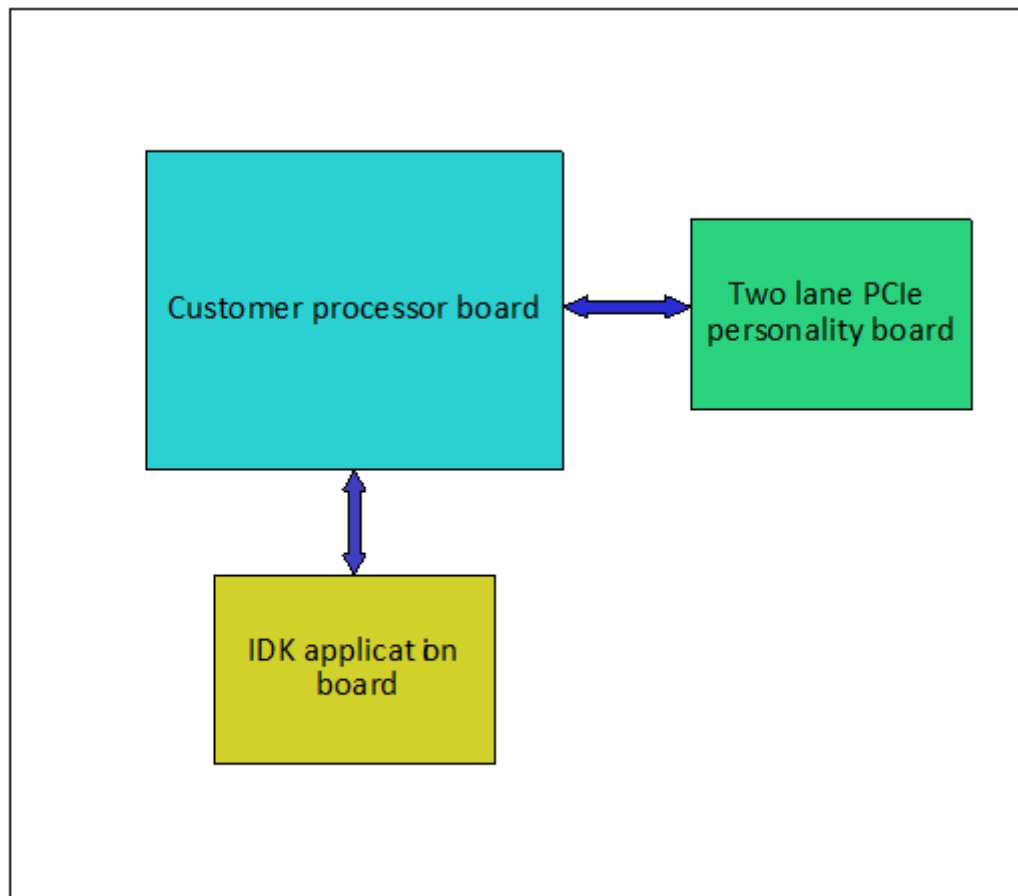 Customer processor board
Two lane PCIe
personality board
IDK application
board